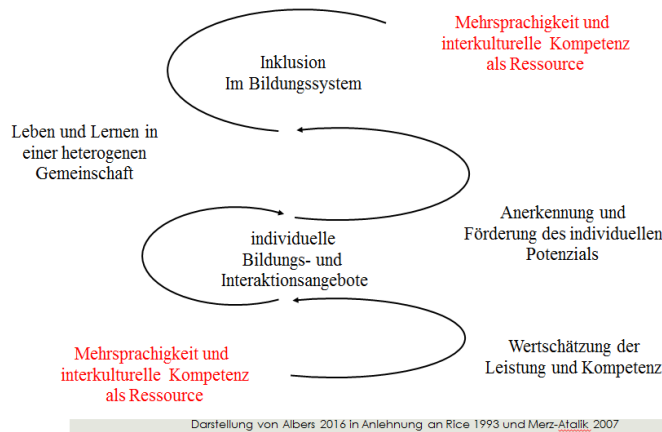 Mehrsprachigkeit und
interkulturelle Kompetenz
als Ressource
Inklusion
Im Bildungssystem
Leben und Lernen in
einer heterogenen
Gemeinschaft
Anerkennung und
Förderung des individuellen
Potenzials
individuelle
Bildungs- und
Interaktionsangebote
Wertschätzung der
Leistung und Kompetenz
Mehrsprachigkeit und
interkulturelle Kompetenz
als Ressource
Darstellung von Albers 2016 in Anlehnung an Rice 1993 und Merz-Atalik 2007